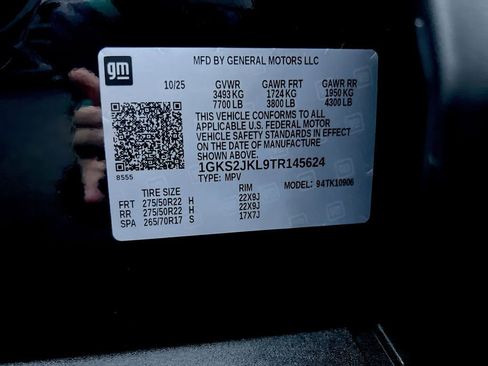 gm
MFD BY GENERAL MOTORS LLC
10/25 GVWR GAWR FRT GAWR RR
3493 KG 1724 KG 1950 KG
7700 LB 3800 LB 4300 LB
THIS VEHICLE CONFORMS TO ALL
APPLICABLE U.S. FEDERAL MOTOR
VEHICLE SAFETY STANDARDS IN EFFECT
ON THE DATE OF MANUFACTURE
SHOWN ABOVE.
1GKS2JKL9TR145624
8555
TYPE: MPV MODEL: 94TK10906
TIRE SIZE RIM
FRT 275/50R22 H 22X9J
RR 275/50R22 H 22X9J
SPA 265/70R17 S 17X7J